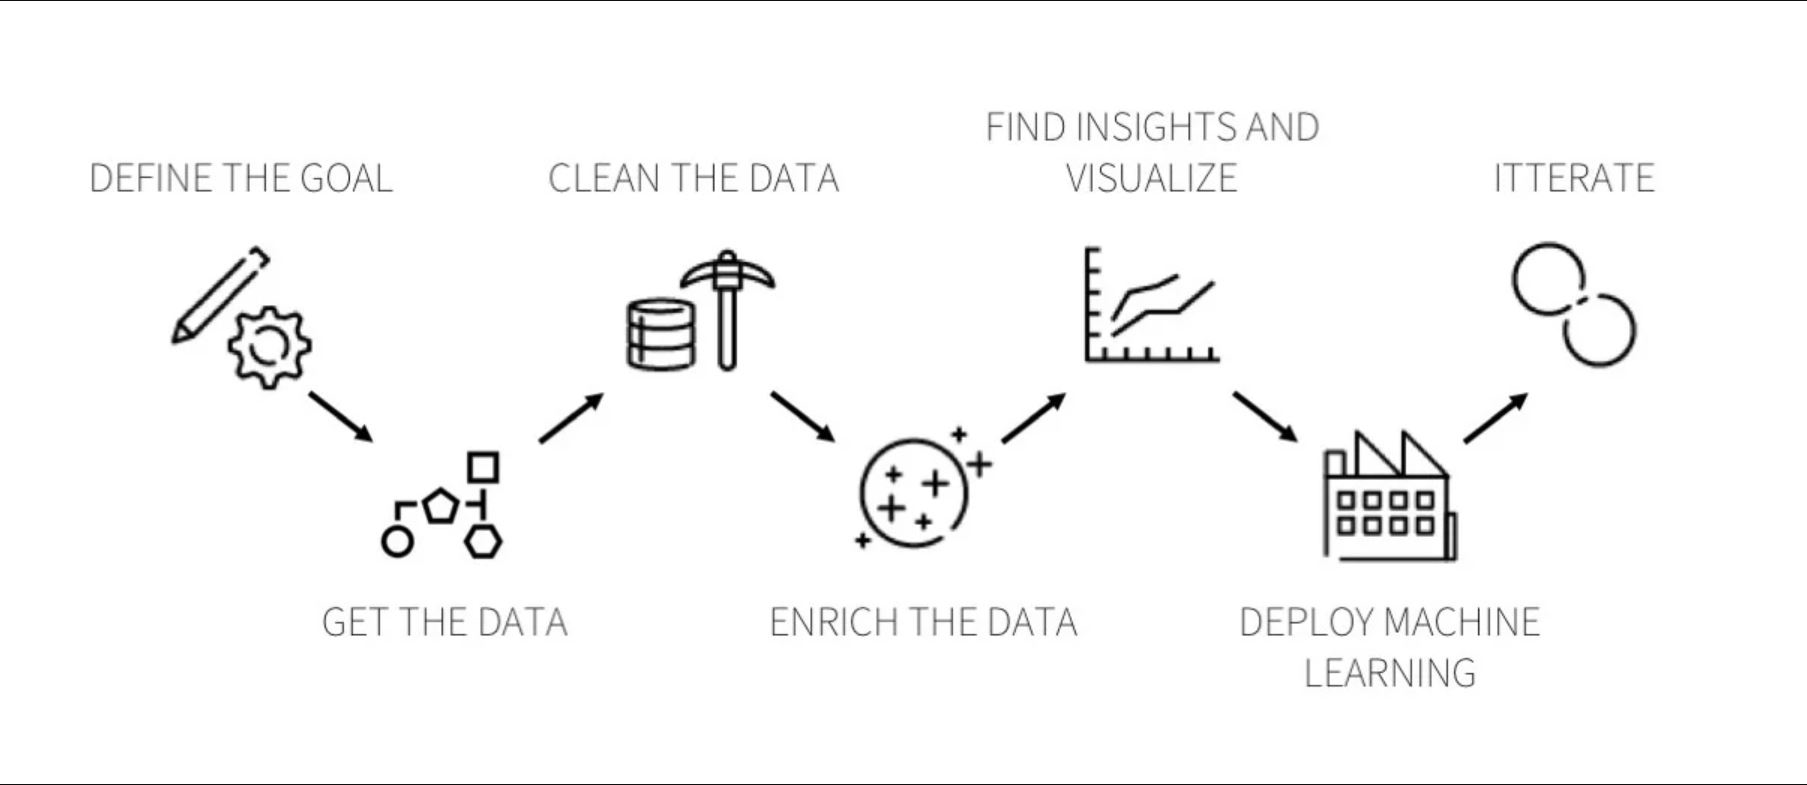 DEFINE THE GOAL
GET THE DATA
CLEAN THE DATA
ENRICH THE DATA
FIND INSIGHTS AND
VISUALIZE
DEPLOY MACHINE
LEARNING
ITTERATE